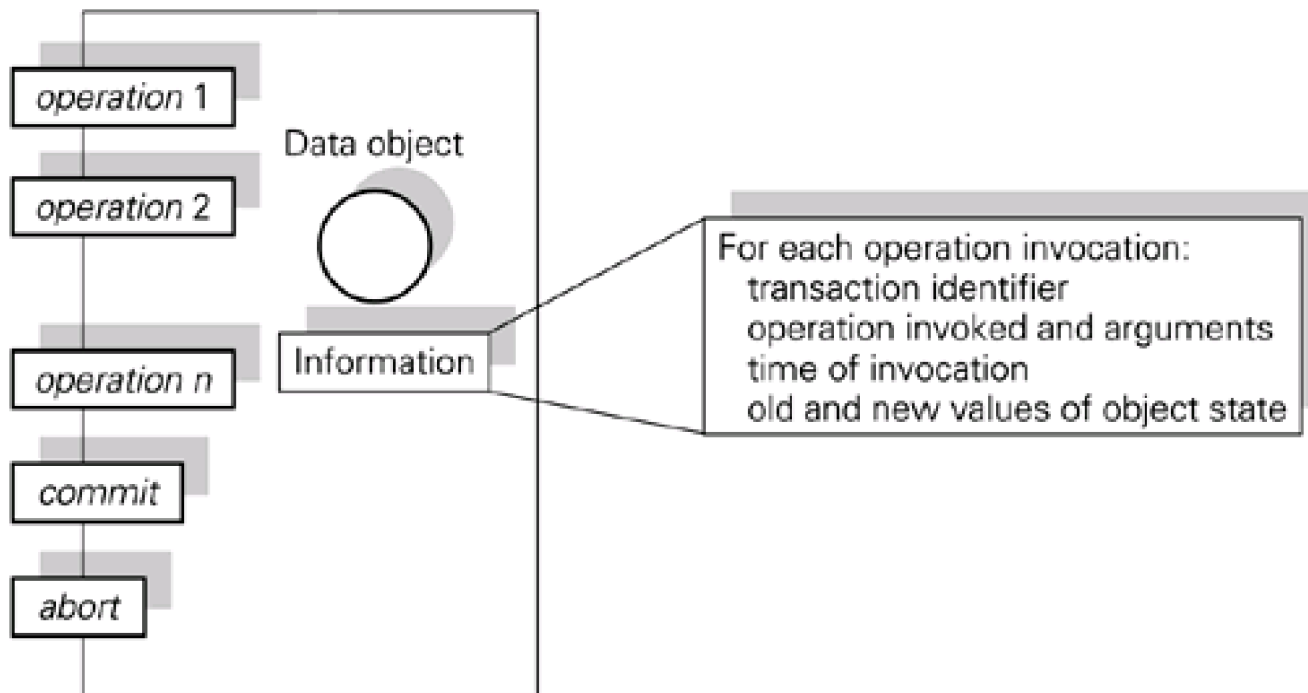 operation 1
Data object
operation 2
For each operation invocation:
transaction identifier
operation invoked and arguments
time of invocation
old and new values of object state
Information
operation n
commit
abort